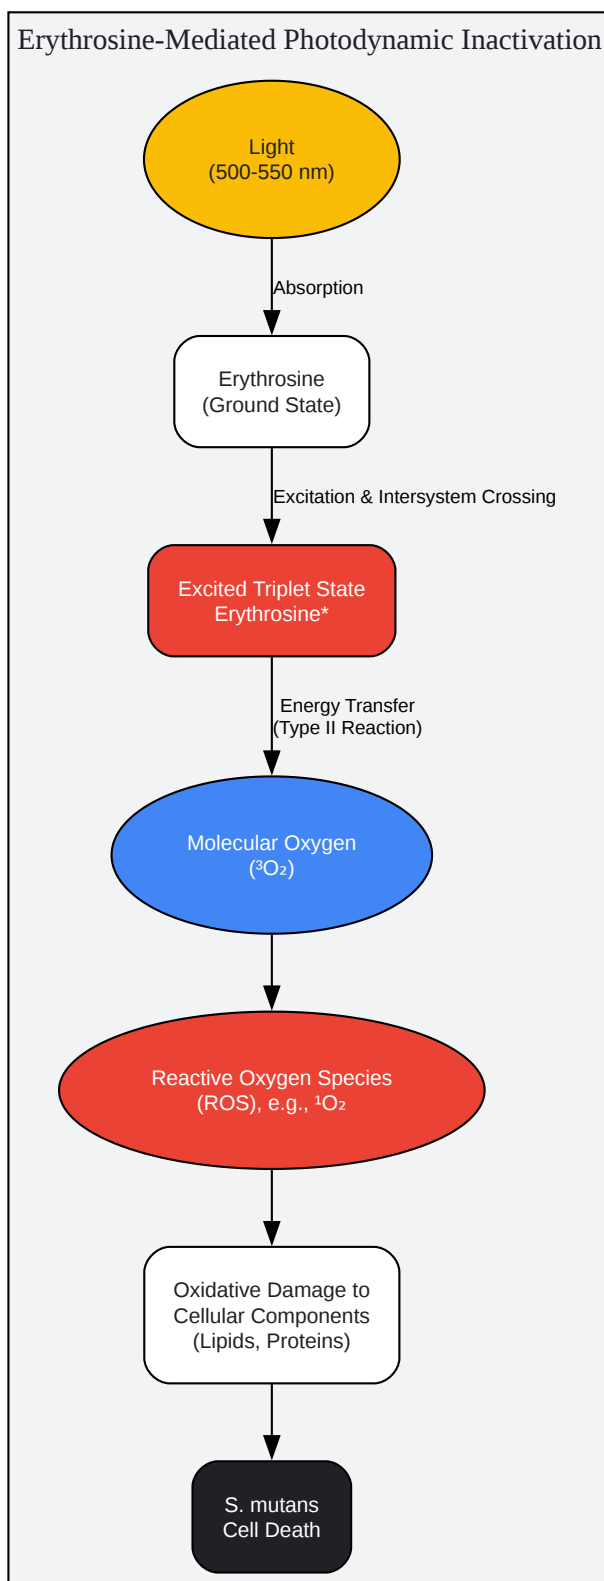 Erythrosine-Mediated Photodynamic Inactivation
Light
(500-550 nm)
Absorption
Erythrosine
(Ground State)
Excitation & Intersystem Crossing
Excited Triplet State
Erythrosine*
Energy Transfer
(Type II Reaction)
Molecular Oxygen
(³O₂)
Reactive Oxygen Species
(ROS), e.g., ¹O₂
Oxidative Damage to
Cellular Components
(Lipids, Proteins)
S. mutans
Cell Death